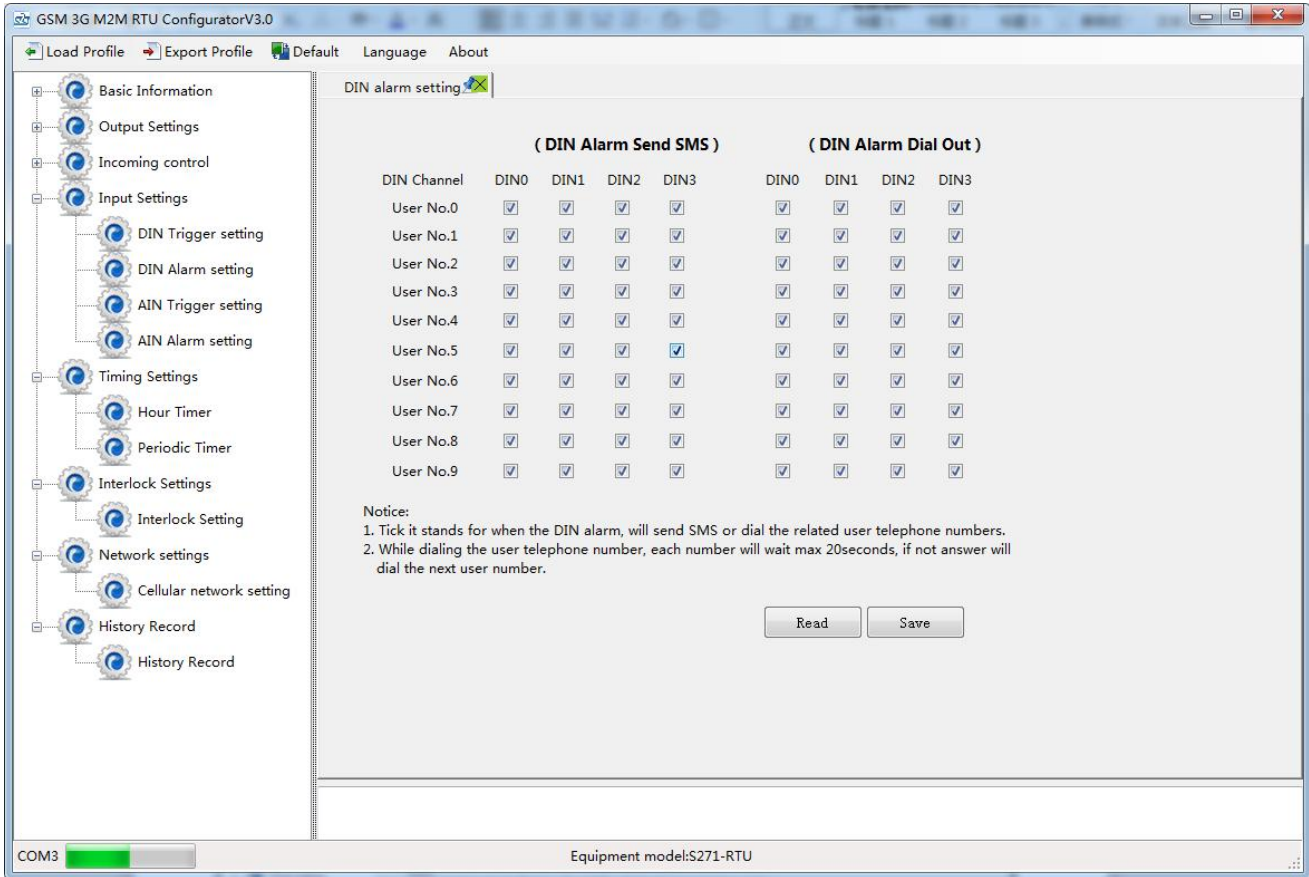 GSM 3G M2M RTU ConfiguratorV3.0
Load Profile Export Profile Default Language About
Basic Information
Output Settings
Incoming control
Input Settings
DIN Trigger setting
DIN Alarm setting
AIN Trigger setting
AIN Alarm setting
Timing Settings
Hour Timer
Periodic Timer
Interlock Settings
Interlock Setting
Network settings
Cellular network setting
History Record
History Record
DIN alarm setting
( DIN Alarm Send SMS ) ( DIN Alarm Dial Out )
DIN Channel DIN0 DIN1 DIN2 DIN3 DIN0 DIN1 DIN2 DIN3
User No.0
User No.1
User No.2
User No.3
User No.4
User No.5
User No.6
User No.7
User No.8
User No.9
Notice:
1. Tick it stands for when the DIN alarm, will send SMS or dial the related user telephone numbers.
2. While dialing the user telephone number, each number will wait max 20seconds, if not answer will
dial the next user number.
Read Save
COM3 Equipment model:S271-RTU